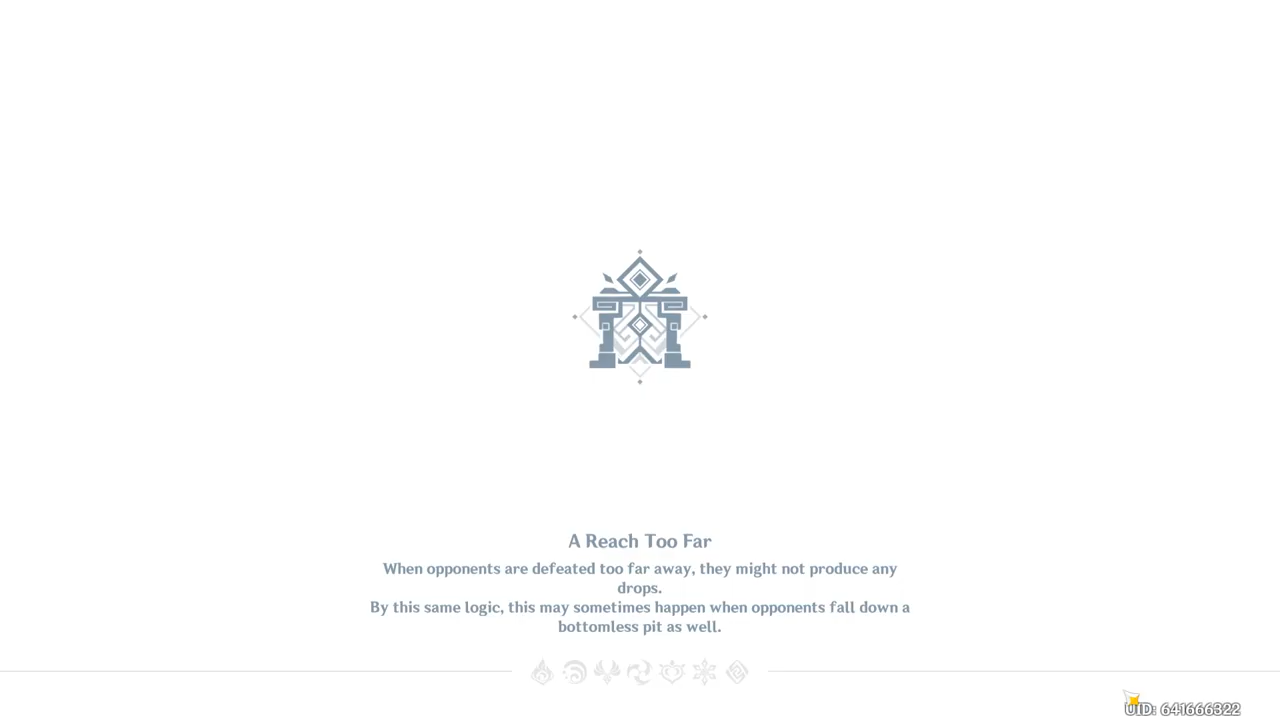 A Reach Too Far
When opponents are defeated too far away, they might not produce any
drops.
By this same logic, this may sometimes happen when opponents fall down a
bottomless pit as well.
UID: 641666322